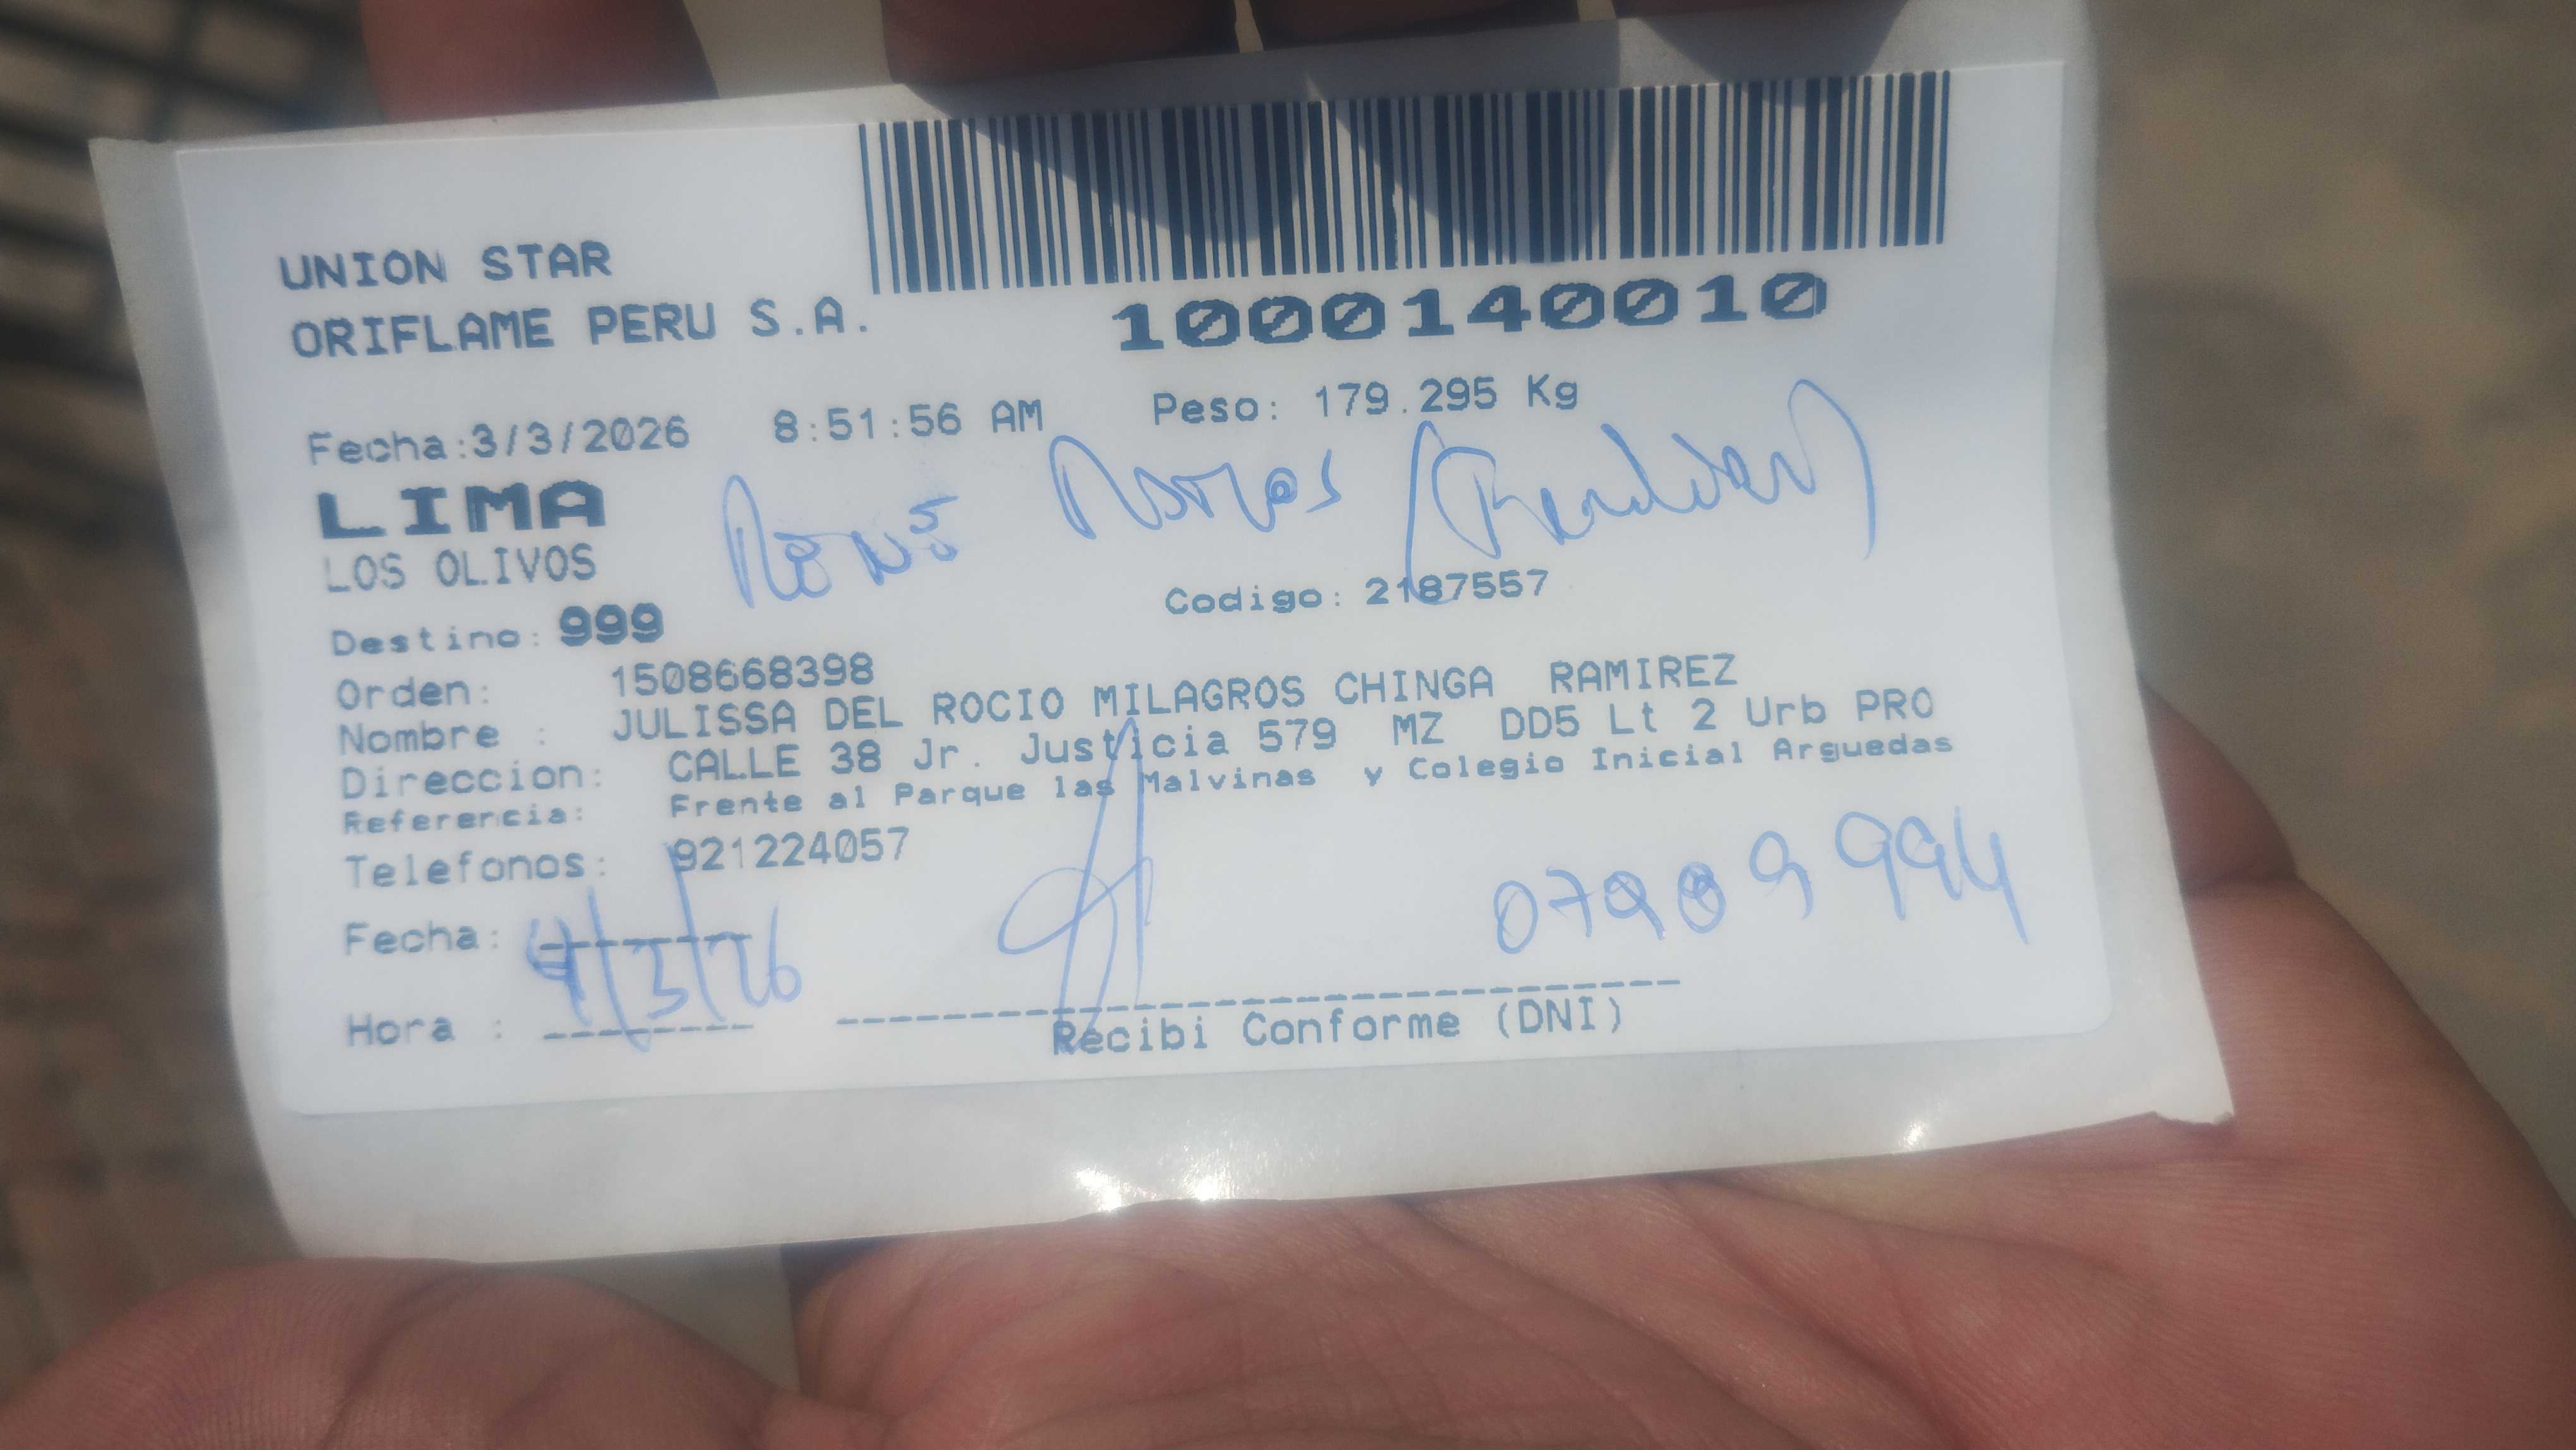 UNION STAR
ORIFLAME PERU S.A.
1000140010
Fecha:3/3/2026 8:51:56 AM Peso: 179.295 Kg
LIMA
LOS OLIVOS
Destino: 999 Codigo: 2187557
Orden: 1508668398
Nombre : JULISSA DEL ROCIO MILAGROS CHINGA RAMIREZ
Direccion: CALLE 38 Jr. Justicia 579 MZ DD5 Lt 2 Urb PRO
Referencia: Frente al Parque las Malvinas y Colegio Inicial Arguedas
Telefonos: 921224057
Fecha: 4/3/26
Hora :
Recibi Conforme (DNI)